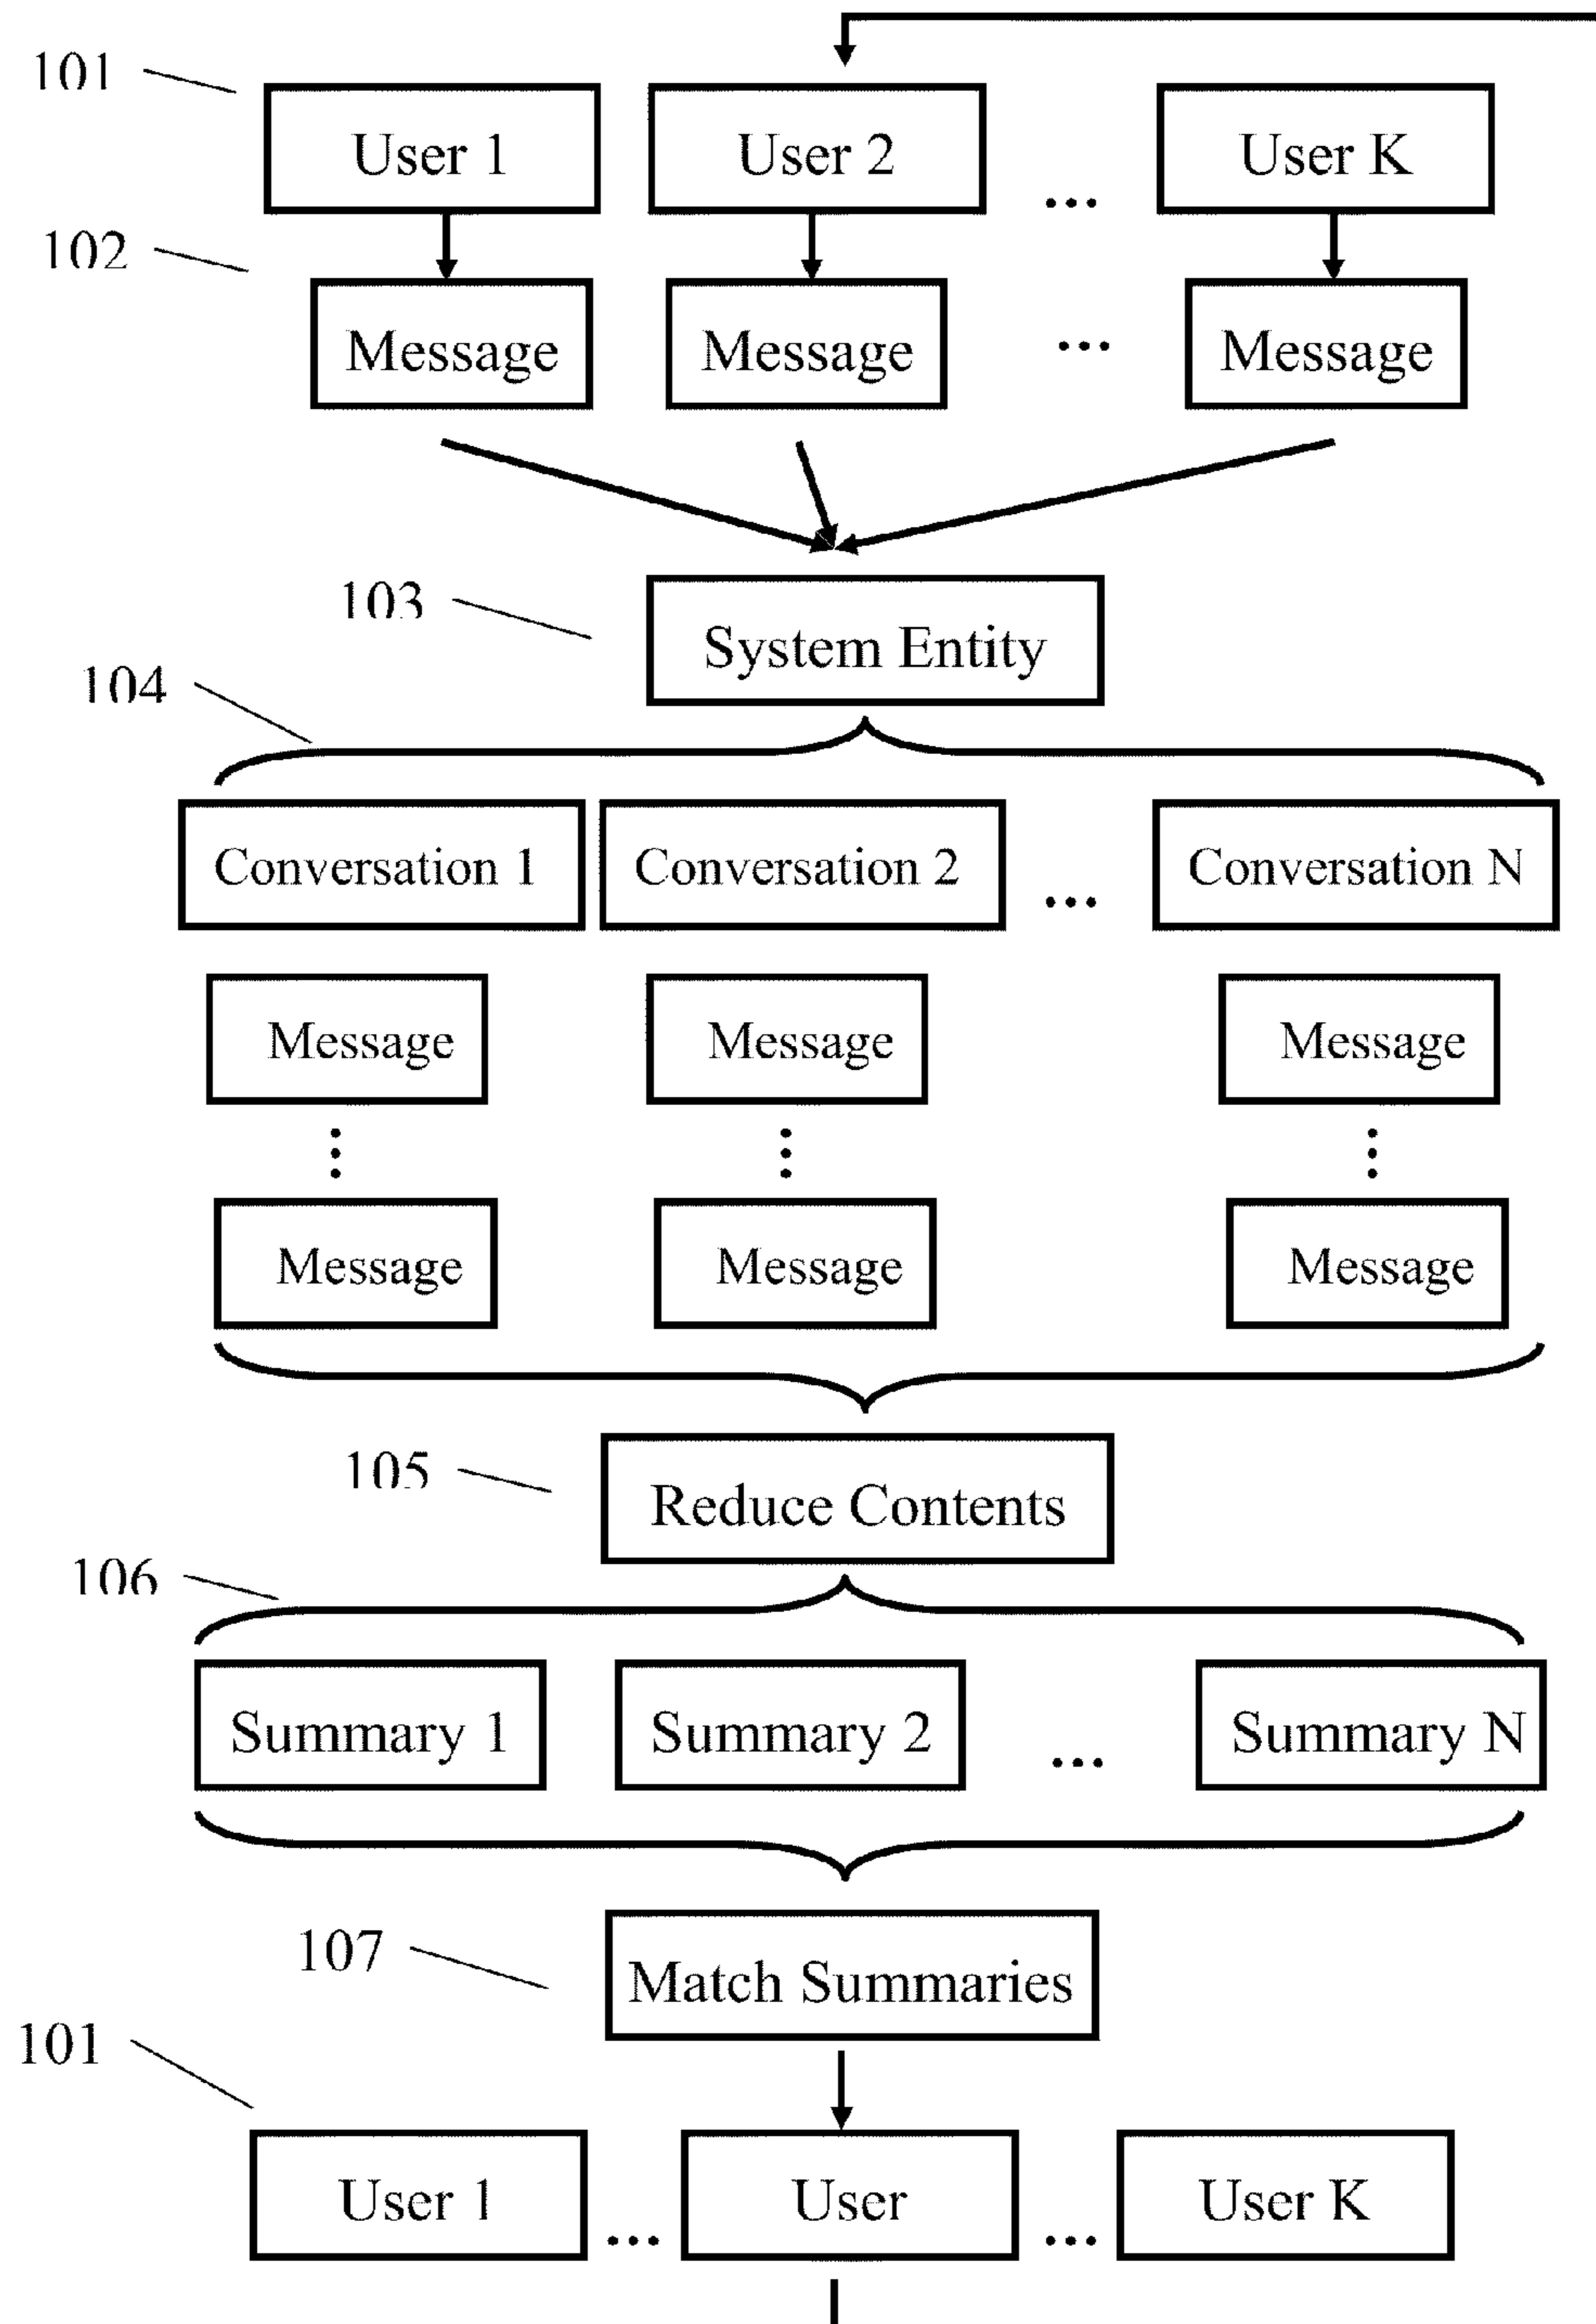 101
User 1 User 2 ... User K
102
Message Message ... Message
103
System Entity
104
Conversation 1 Conversation 2 ... Conversation N
Message Message Message
Message Message Message
105
Reduce Contents
106
Summary 1 Summary 2 ... Summary N
107
Match Summaries
101
User 1 ... User ... User K